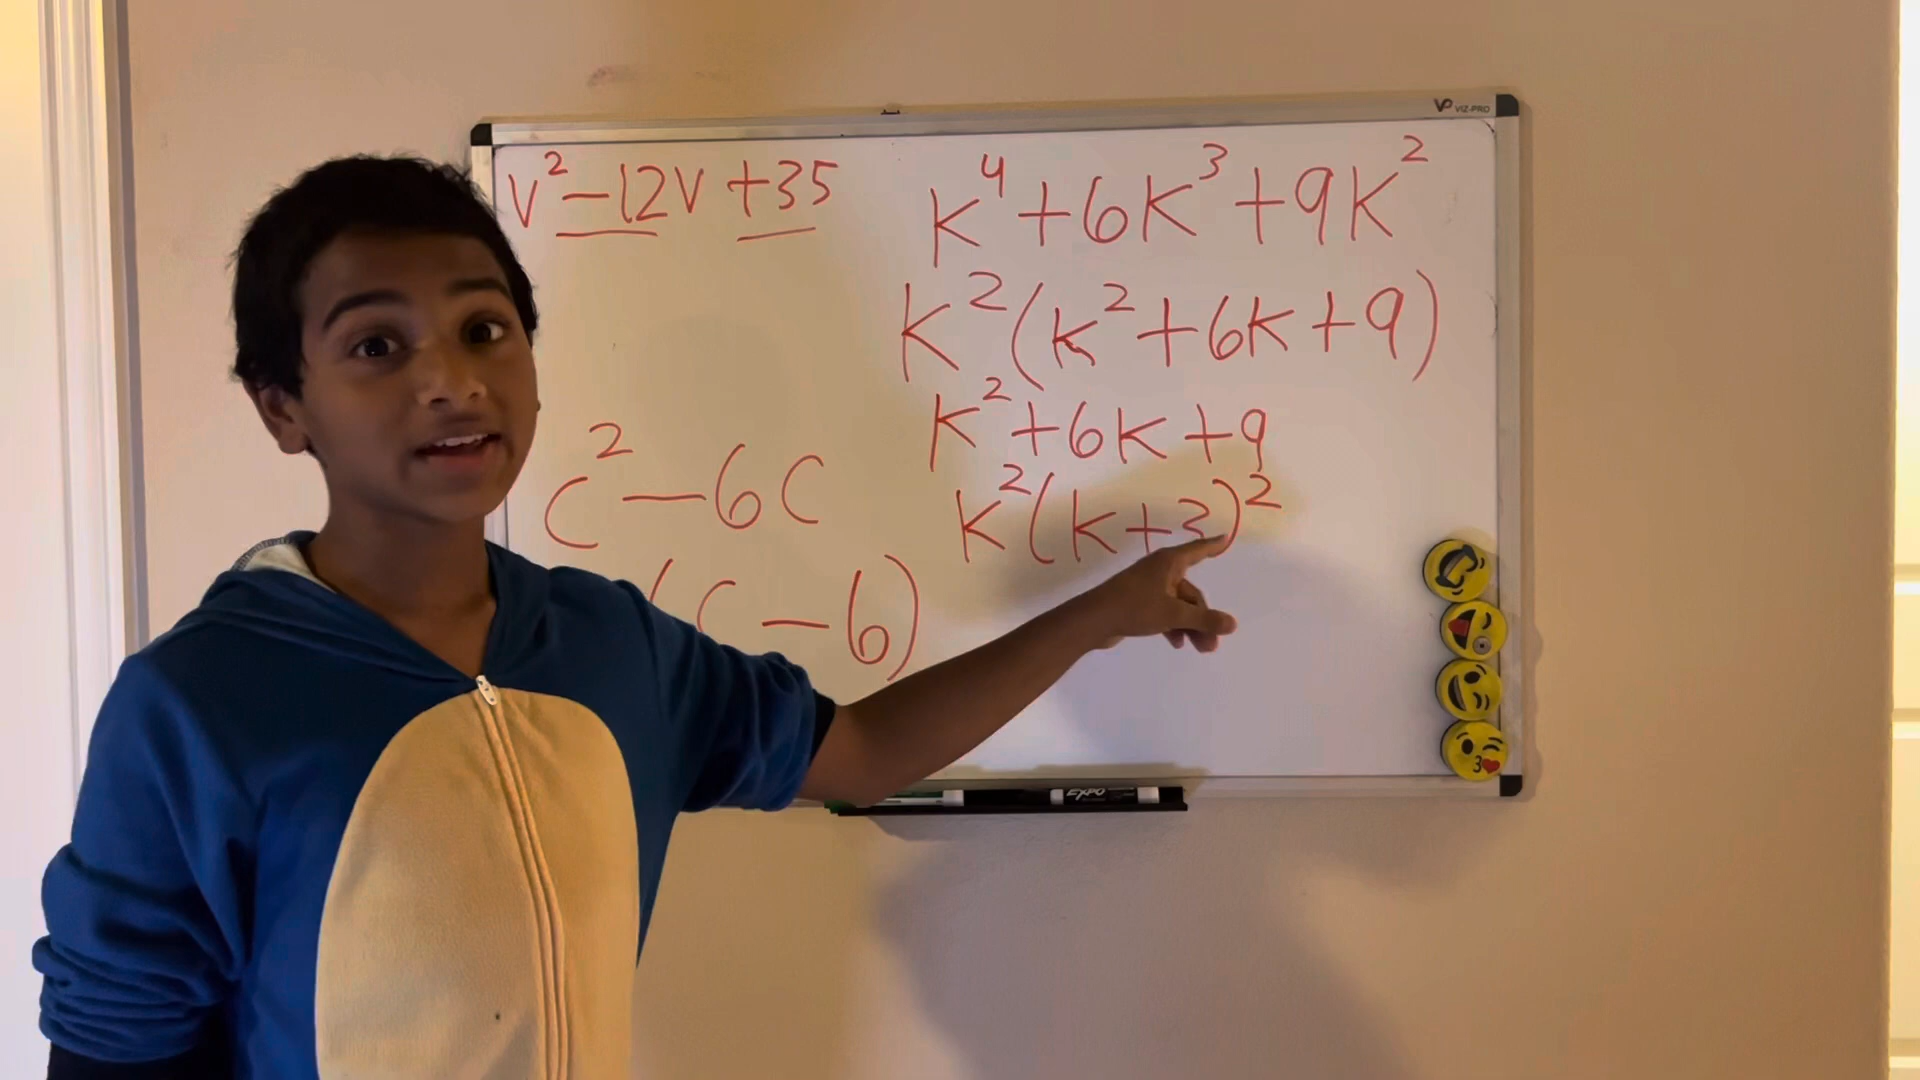 VP VIZ-PRO
V²-12V+35
C²-6C
(C-6)
K⁴+6K³+9K²
K²(K²+6K+9)
K²+6K+9
K²(K+3)²
EXPO